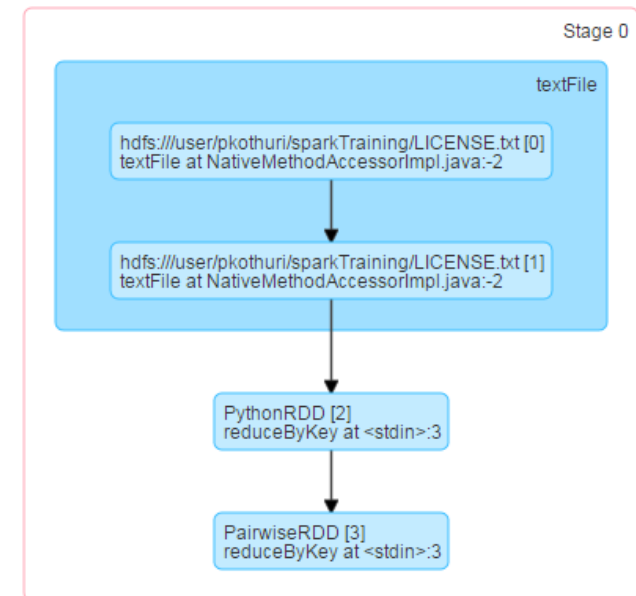 Stage 0
textFile
hdfs:///user/pkothuri/sparkTraining/LICENSE.txt [0]
textFile at NativeMethodAccessorImpl.java:-2
hdfs:///user/pkothuri/sparkTraining/LICENSE.txt [1]
textFile at NativeMethodAccessorImpl.java:-2
PythonRDD [2]
reduceByKey at <stdin>:3
PairwiseRDD [3]
reduceByKey at <stdin>:3